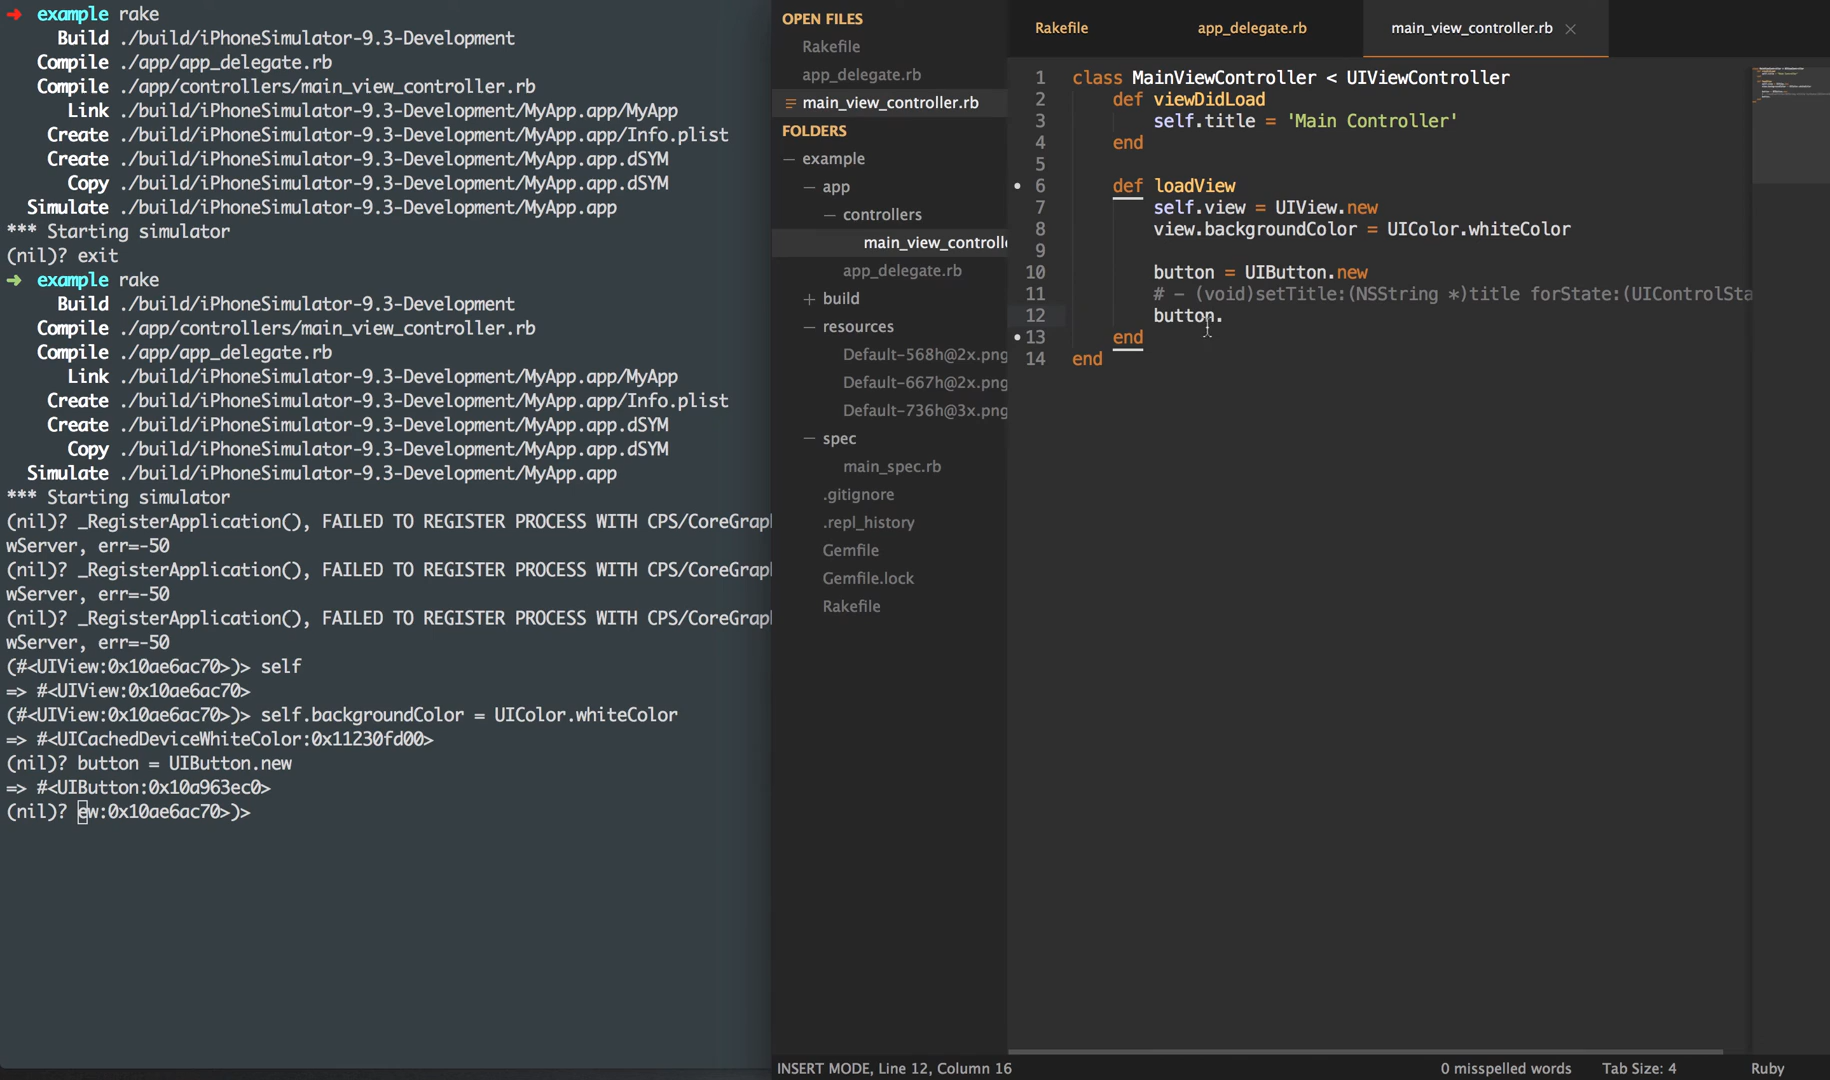 ➜ example rake
Build ./build/iPhoneSimulator-9.3-Development
Compile ./app/app_delegate.rb
Compile ./app/controllers/main_view_controller.rb
Link ./build/iPhoneSimulator-9.3-Development/MyApp.app/MyApp
Create ./build/iPhoneSimulator-9.3-Development/MyApp.app/Info.plist
Create ./build/iPhoneSimulator-9.3-Development/MyApp.app.dSYM
Copy ./build/iPhoneSimulator-9.3-Development/MyApp.app.dSYM
Simulate ./build/iPhoneSimulator-9.3-Development/MyApp.app
*** Starting simulator
(nil)? exit
➜ example rake
Build ./build/iPhoneSimulator-9.3-Development
Compile ./app/controllers/main_view_controller.rb
Compile ./app/app_delegate.rb
Link ./build/iPhoneSimulator-9.3-Development/MyApp.app/MyApp
Create ./build/iPhoneSimulator-9.3-Development/MyApp.app/Info.plist
Create ./build/iPhoneSimulator-9.3-Development/MyApp.app.dSYM
Copy ./build/iPhoneSimulator-9.3-Development/MyApp.app.dSYM
Simulate ./build/iPhoneSimulator-9.3-Development/MyApp.app
*** Starting simulator
(nil)? _RegisterApplication(), FAILED TO REGISTER PROCESS WITH CPS/CoreGrap
wServer, err=-50
(nil)? _RegisterApplication(), FAILED TO REGISTER PROCESS WITH CPS/CoreGrap
wServer, err=-50
(nil)? _RegisterApplication(), FAILED TO REGISTER PROCESS WITH CPS/CoreGrap
wServer, err=-50
(#<UIView:0x10ae6ac70>)> self
=> #<UIView:0x10ae6ac70>
(#<UIView:0x10ae6ac70>)> self.backgroundColor = UIColor.whiteColor
=> #<UICachedDeviceWhiteColor:0x11230fd00>
(nil)? button = UIButton.new
=> #<UIButton:0x10a963ec0>
(nil)? ew:0x10ae6ac70>)>
OPEN FILES
Rakefile
app_delegate.rb
main_view_controller.rb
FOLDERS
example
app
controllers
main_view_controlle
app_delegate.rb
build
resources
Default-568h@2x.png
Default-667h@2x.png
Default-736h@3x.png
spec
main_spec.rb
.gitignore
.repl_history
Gemfile
Gemfile.lock
Rakefile
Rakefile app_delegate.rb main_view_controller.rb
1 class MainViewController < UIViewController
2 def viewDidLoad
3 self.title = 'Main Controller'
4 end
5
6 def loadView
7 self.view = UIView.new
8 view.backgroundColor = UIColor.whiteColor
9
10 button = UIButton.new
11 # - (void)setTitle:(NSString *)title forState:(UIControlSta
12 button.
13 end
14 end
INSERT MODE, Line 12, Column 16 0 misspelled words Tab Size: 4 Ruby